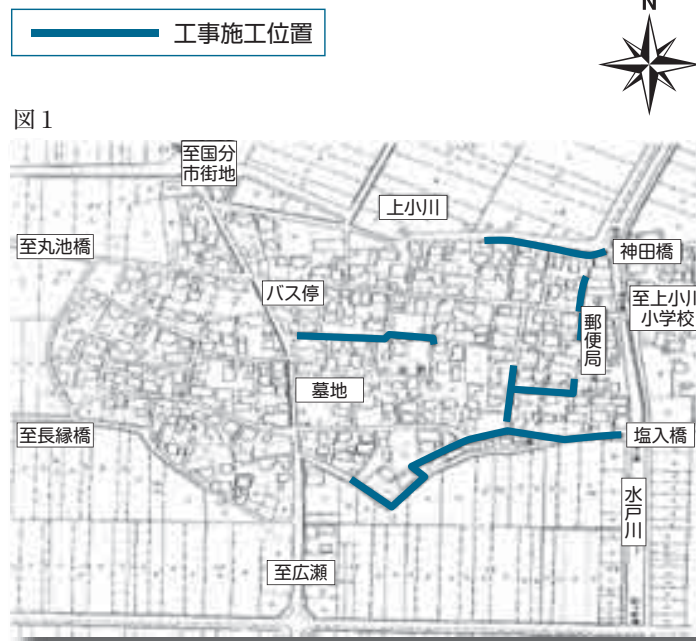 工事施工位置
N
図1
至国分
市街地
上小川
至丸池橋
神田橋
バス停
至上小川
小学校
郵便局
墓地
至長縁橋
塩入橋
水戸川
至広瀬